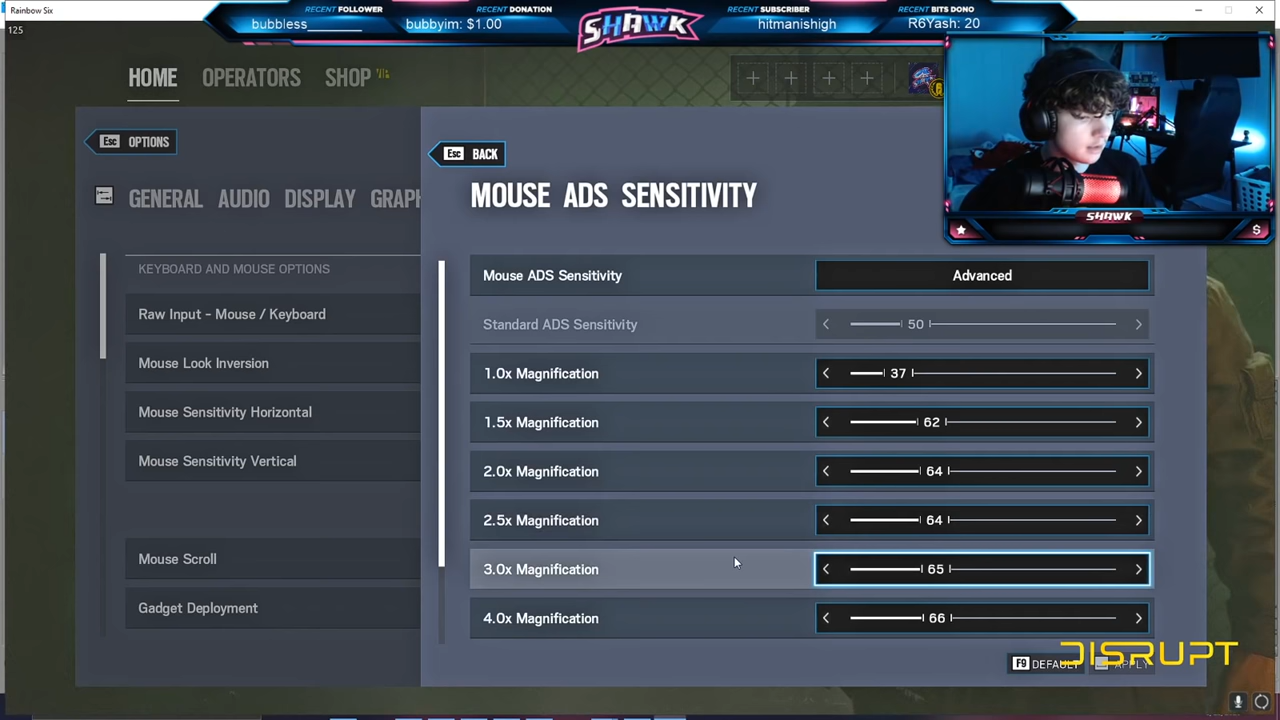 Rainbow Six
125
RECENT FOLLOWER
bubbless______
RECENT DONATION
bubbyim: $1.00
SHAWK
RECENT SUBSCRIBER
hitmanishigh
RECENT BITS DONO
R6Yash: 20
HOME OPERATORS SHOP
Esc OPTIONS
GENERAL AUDIO DISPLAY GRAPH
KEYBOARD AND MOUSE OPTIONS
Raw Input - Mouse / Keyboard
Mouse Look Inversion
Mouse Sensitivity Horizontal
Mouse Sensitivity Vertical
Mouse Scroll
Gadget Deployment
Esc BACK
MOUSE ADS SENSITIVITY
Mouse ADS Sensitivity Advanced
Standard ADS Sensitivity 50
1.0x Magnification 37
1.5x Magnification 62
2.0x Magnification 64
2.5x Magnification 64
3.0x Magnification 65
4.0x Magnification 66
F9 DEFAULT APPLY
DISRUPT
SHAWK
$